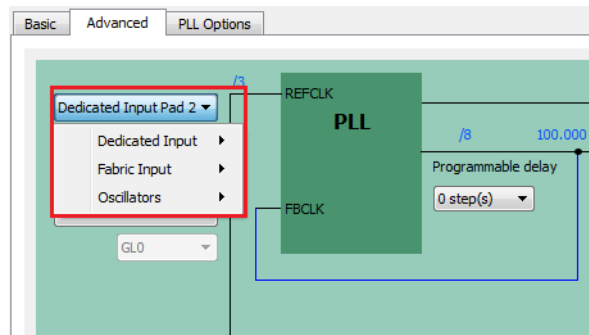 Basic
Advanced
PLL Options
Dedicated Input Pad 2
/3
REFCLK
PLL
Dedicated Input
Fabric Input
Oscillators
/8
100.000
Programmable delay
0 step(s)
FBCLK
GL0